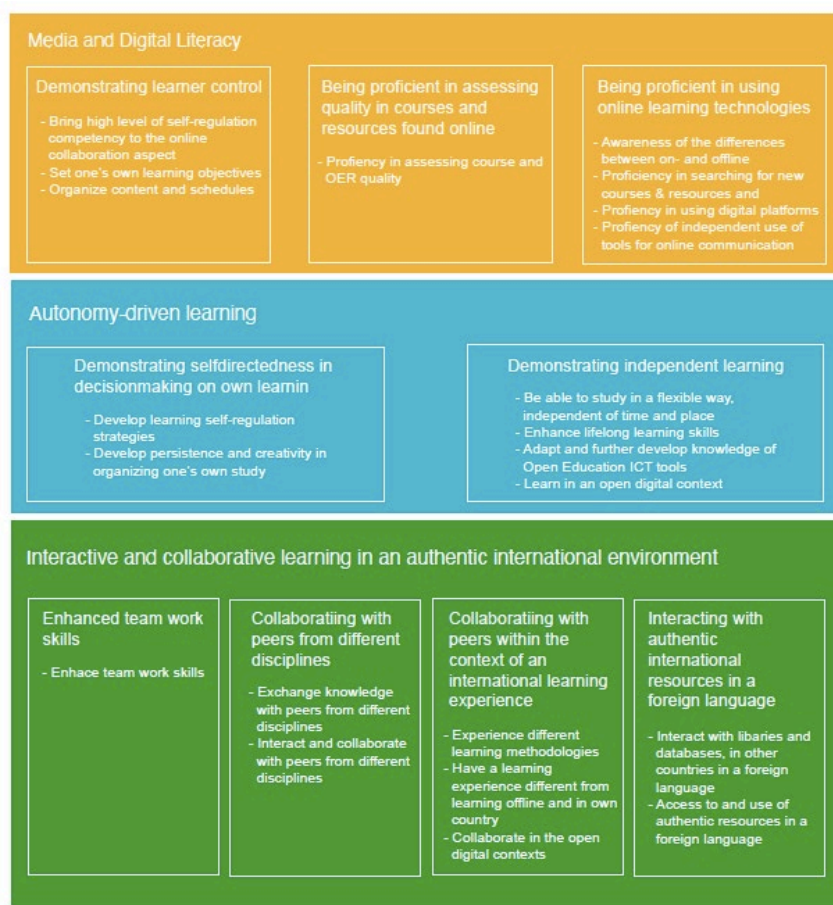 Media and Digital Literacy
Demonstrating learner control
- Bring high level of self-regulation
competency to the online
collaboration aspect
- Set one's own learning objectives
- Organize content and schedules
Being proficient in assessing
quality in courses and
resources found online
- Profiency in assessing course and
OER quality
Being proficient in using
online learning technologies
- Awareness of the differences
between on- and offline
- Proficiency in searching for new
courses & resources and
- Profiency in using digital platforms
- Profiency of independent use of
tools for online communication
Autonomy-driven learning
Demonstrating selfdirectedness in
decisionmaking on own learnin
- Develop learning self-regulation
strategies
- Develop persistence and creativity in
organizing one's own study
Demonstrating independent learning
- Be able to study in a flexible way,
independent of time and place
- Enhance lifelong learning skills
- Adapt and further develop knowledge of
Open Education ICT tools
- Learn in an open digital context
Interactive and collaborative learning in an authentic international environment
Enhanced team work
skills
- Enhace team work skills
Collaboratiing with
peers from different
disciplines
- Exchange knowledge
with peers from different
disciplines
- Interact and collaborate
with peers from different
disciplines
Collaboratiing with
peers within the
context of an
international learning
experience
- Experience different
learning methodologies
- Have a learning
experience different from
learning offline and in own
country
- Collaborate in the open
digital contexts
Interacting with
authentic
international
resources in a
foreign language
- Interact with libaries and
databases, in other
countries in a foreign
language
- Access to and use of
authentic resources in a
foreign language